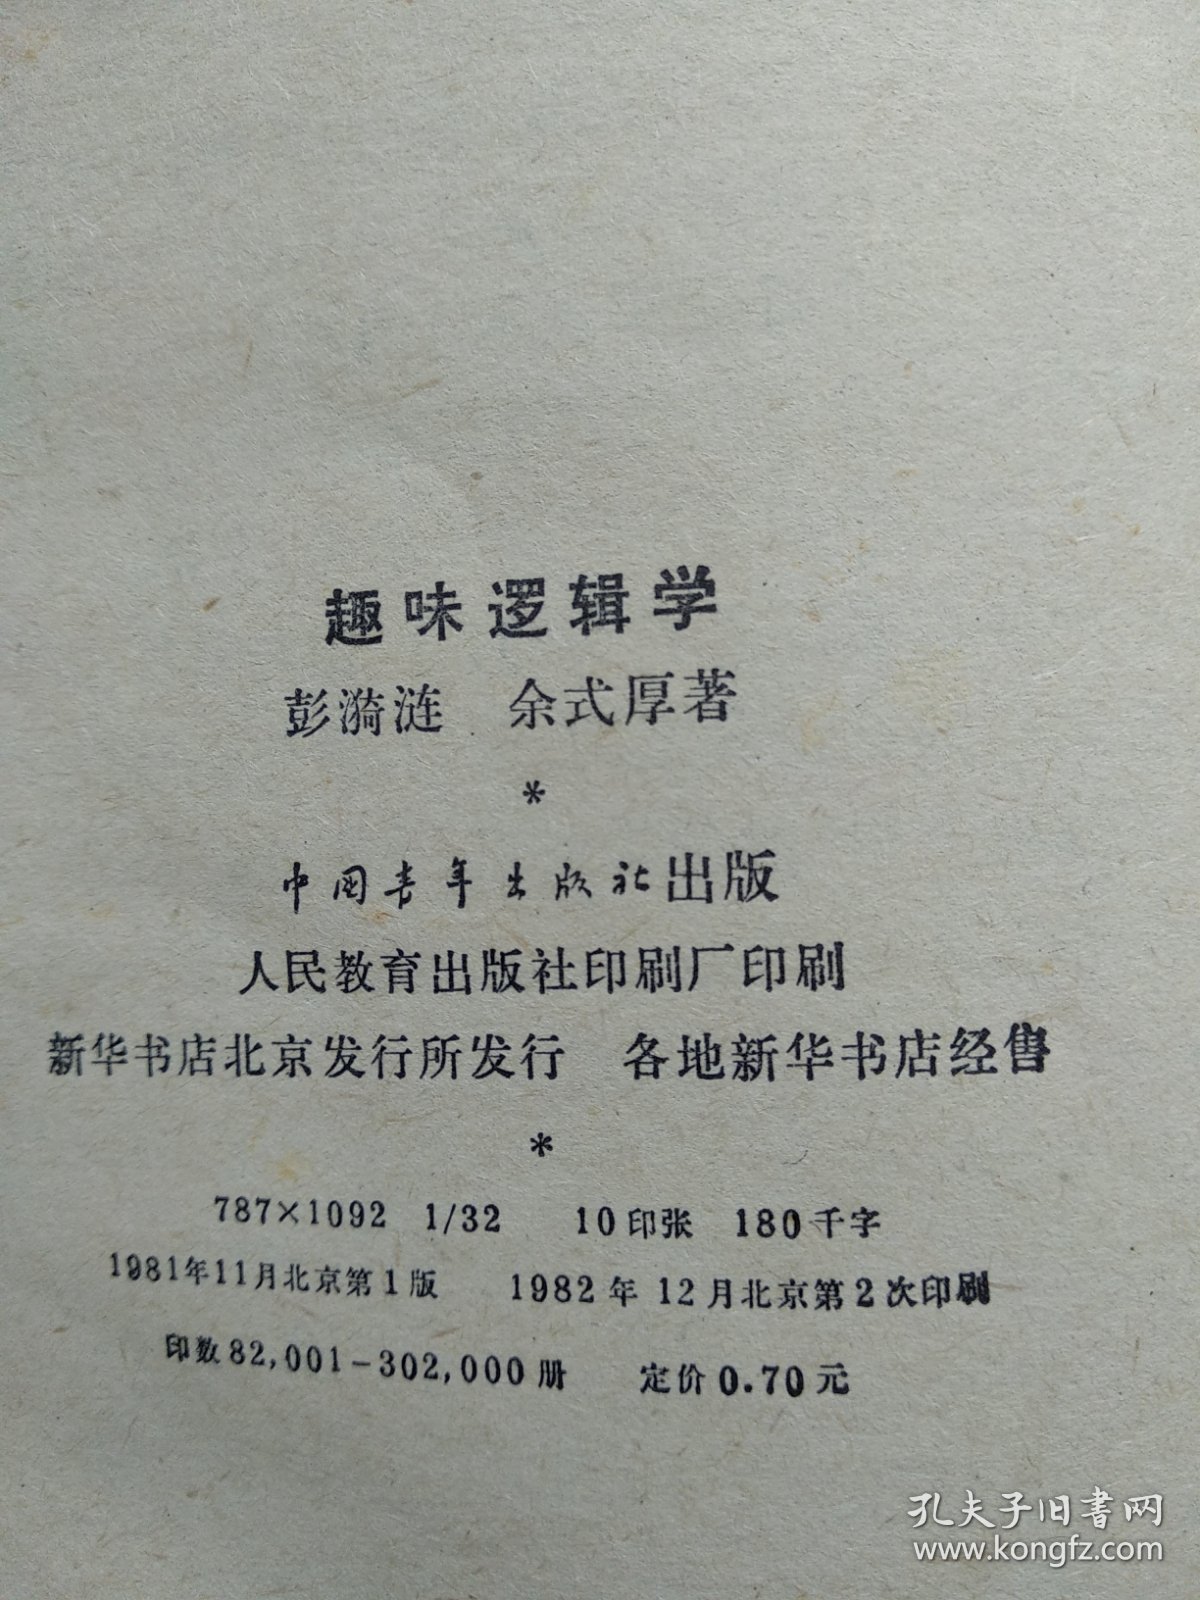 趣味逻辑学
彭漪涟 余式厚著
*
中国青年出版社出版
人民教育出版社印刷厂印刷
新华书店北京发行所发行 各地新华书店经售
*
787×1092 1/32 10印张 180千字
1981年11月北京第1版 1982年12月北京第2次印刷
印数82,001-302,000册 定价0.70元
孔夫子旧書网
www.kongfz.com